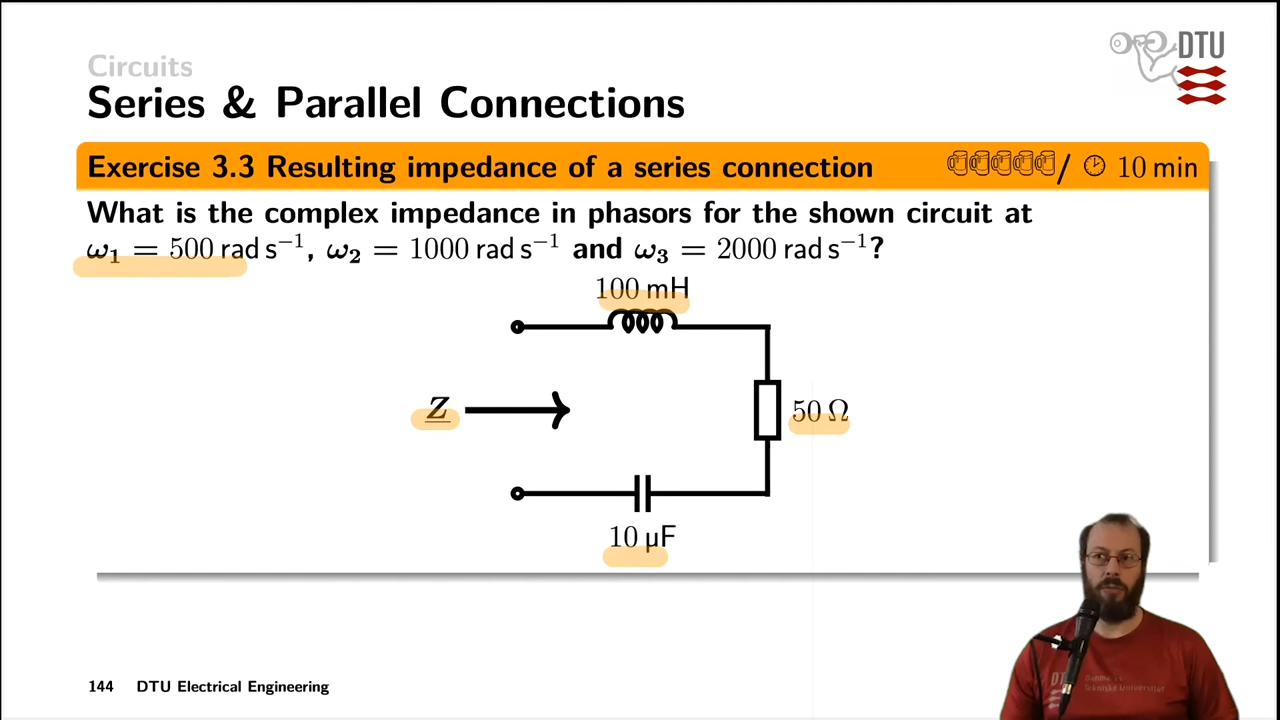 Circuits
DTU
Series & Parallel Connections
Exercise 3.3 Resulting impedance of a series connection / 10 min
What is the complex impedance in phasors for the shown circuit at
ω₁ = 500 rad s⁻¹, ω₂ = 1000 rad s⁻¹ and ω₃ = 2000 rad s⁻¹?
100 mH
Z
50 Ω
10 µF
144 DTU Electrical Engineering